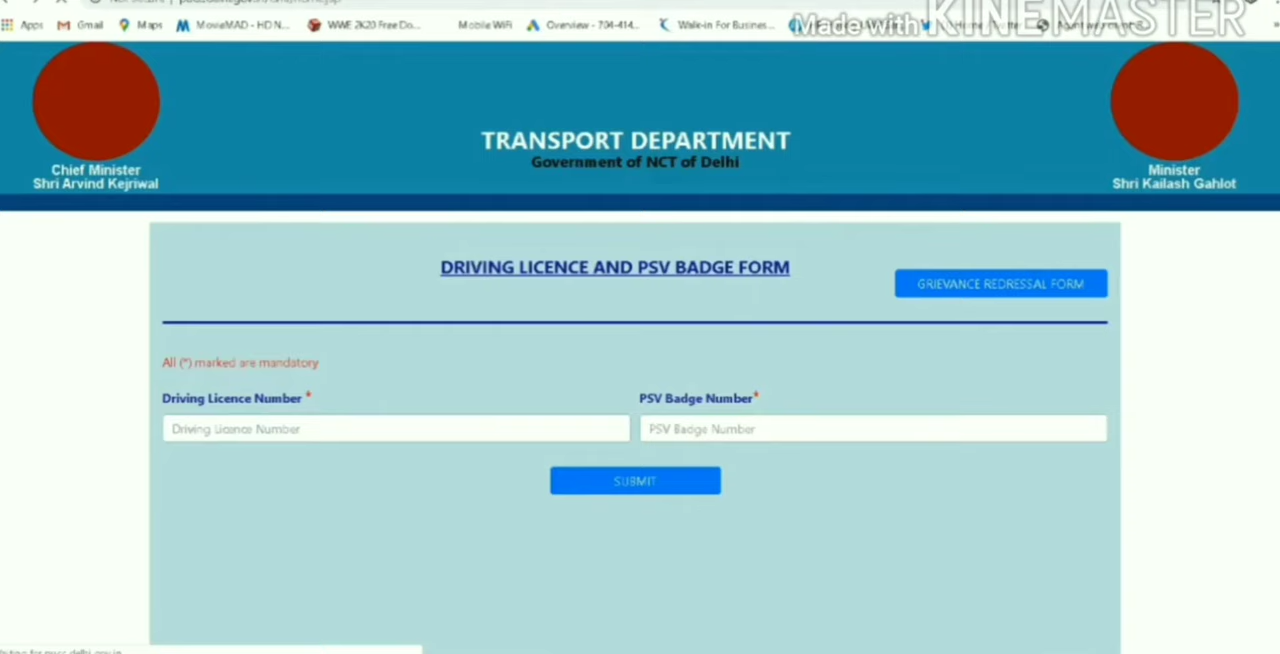 Made with KINEMASTER
Apps Gmail Maps MovieMAD - HD N... WWE 2K20 Free Do... Mobile WiFi Overview - 704-414... Walk-in For Busines...
TRANSPORT DEPARTMENT
Government of NCT of Delhi
Chief Minister
Shri Arvind Kejriwal
Minister
Shri Kailash Gahlot
DRIVING LICENCE AND PSV BADGE FORM
GRIEVANCE REDRESSAL FORM
All (*) marked are mandatory
Driving Licence Number *
PSV Badge Number*
Driving Licence Number
PSV Badge Number
SUBMIT